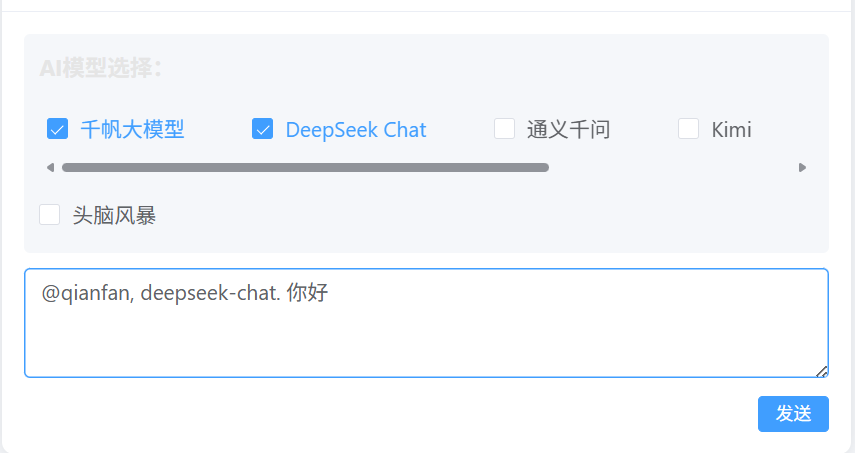 AI模型选择：
千帆大模型 DeepSeek Chat 通义千问 Kimi
头脑风暴
@qianfan, deepseek-chat. 你好
发送